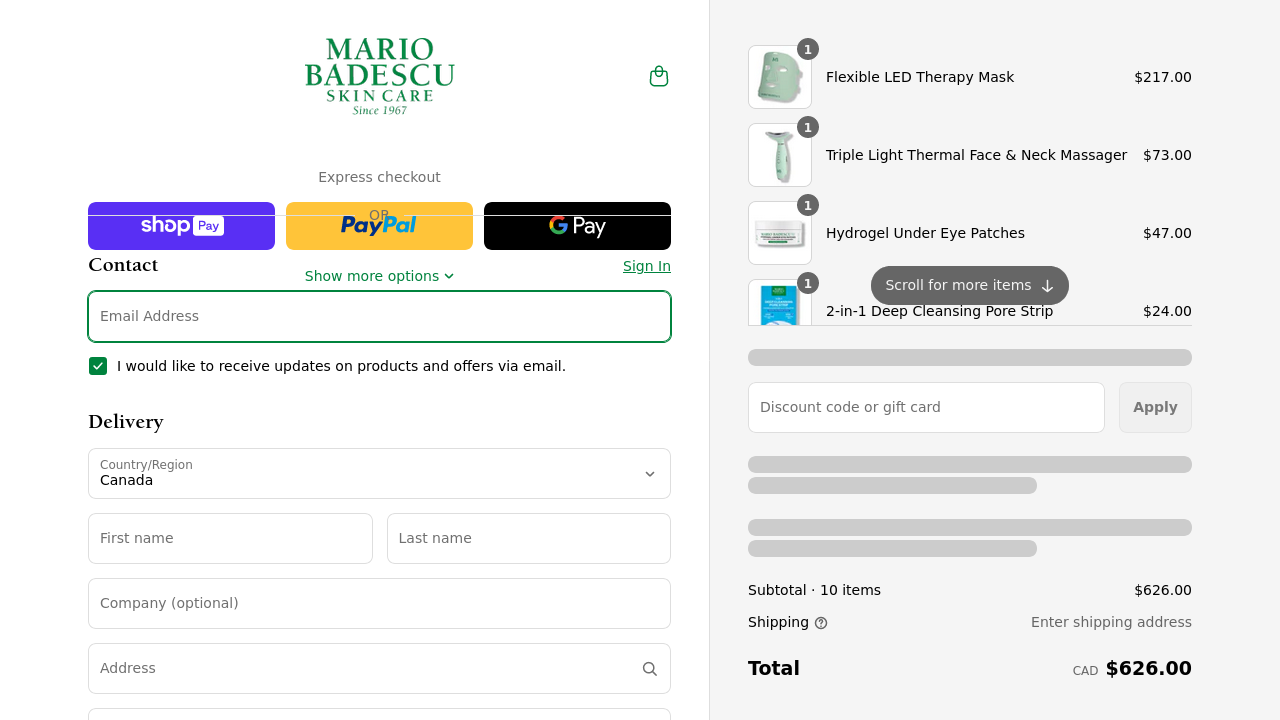 MARIO
BADESCU
SKIN CARE
Since 1967
Express checkout
shop Pay
PayPal
G Pay
OR
Contact
Sign In
Show more options
Email Address
I would like to receive updates on products and offers via email.
Delivery
Country/Region
Canada
First name
Last name
Company (optional)
Address
1
Flexible LED Therapy Mask
$217.00
1
Triple Light Thermal Face & Neck Massager
$73.00
1
Hydrogel Under Eye Patches
$47.00
1
Scroll for more items
2-in-1 Deep Cleansing Pore Strip
$24.00
Discount code or gift card
Apply
Subtotal · 10 items
$626.00
Shipping
Enter shipping address
Total
CAD $626.00